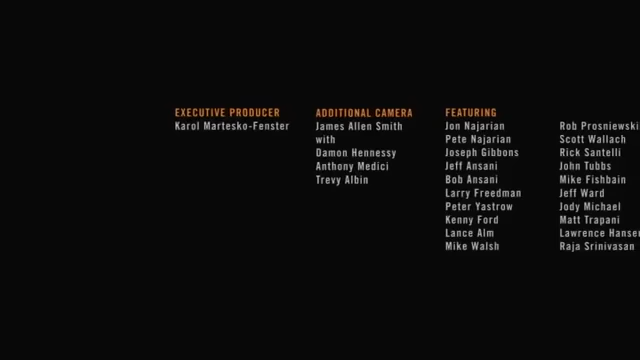 EXECUTIVE PRODUCER
Karol Martesko-Fenster
ADDITIONAL CAMERA
James Allen Smith
with
Damon Hennessy
Anthony Medici
Trevy Albin
FEATURING
Jon Najarian
Pete Najarian
Joseph Gibbons
Jeff Ansani
Bob Ansani
Larry Freedman
Peter Yastrow
Kenny Ford
Lance Alm
Mike Walsh
Rob Prosniewski
Scott Wallach
Rick Santelli
John Tubbs
Mike Fishbain
Jeff Ward
Jody Michael
Matt Trapani
Lawrence Hansen
Raja Srinivasan